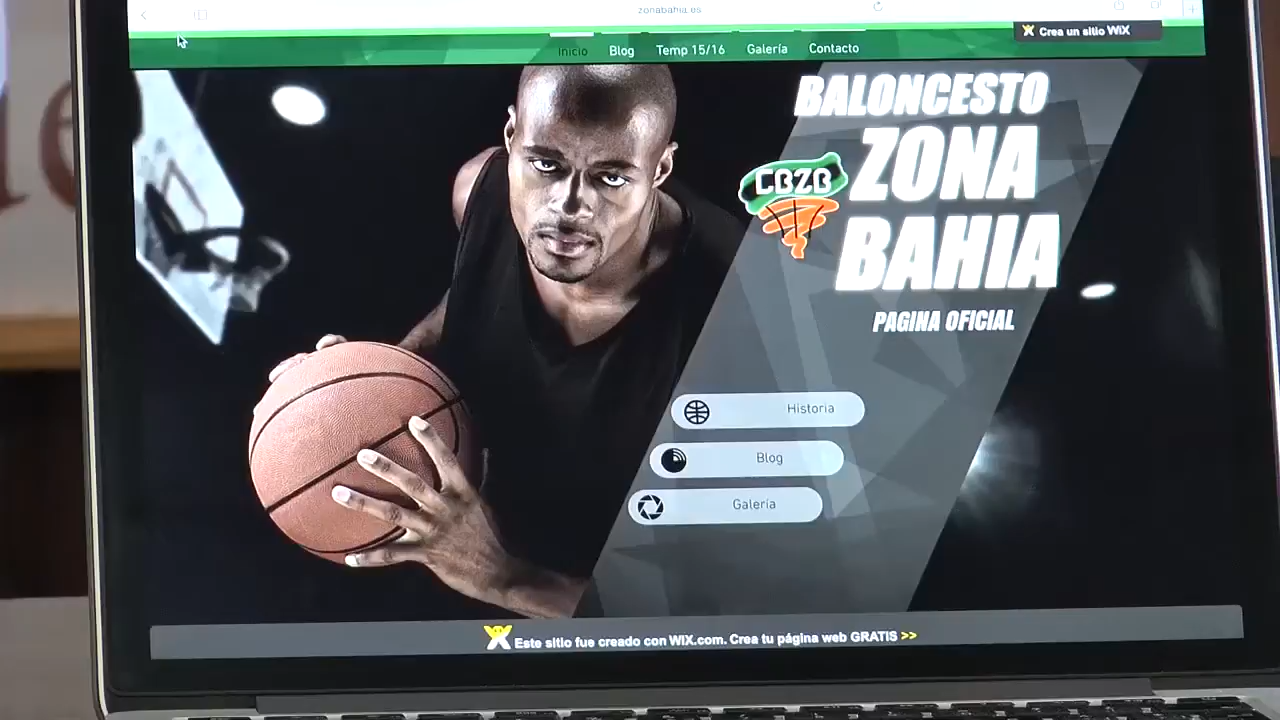 zonabahia.es
Crea un sitio WiX
Inicio Blog Temp 15/16 Galería Contacto
BALONCESTO
ZONA
BAHIA
CBZB
PAGINA OFICIAL
Historia
Blog
Galería
Este sitio fue creado con WIX.com. Crea tu página web GRATIS >>